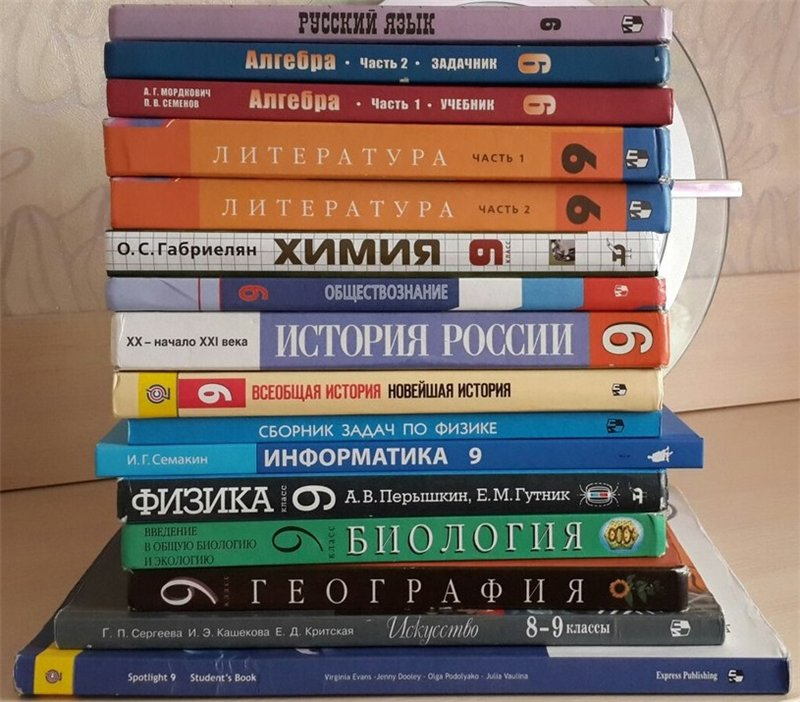 РУССКИЙ ЯЗЫК 9
Алгебра • Часть 2 • ЗАДАЧНИК 9
А. Г. МОРДКОВИЧ
П. В. СЕМЕНОВ
Алгебра • Часть 1 • УЧЕБНИК 9
ЛИТЕРАТУРА ЧАСТЬ 1 9
ЛИТЕРАТУРА ЧАСТЬ 2 9
О. С. Габриелян ХИМИЯ 9 класс
9 ОБЩЕСТВОЗНАНИЕ
XX – начало XXI века ИСТОРИЯ РОССИИ 9
9 ВСЕОБЩАЯ ИСТОРИЯ НОВЕЙШАЯ ИСТОРИЯ
СБОРНИК ЗАДАЧ ПО ФИЗИКЕ
И. Г. Семакин ИНФОРМАТИКА 9
ФИЗИКА класс 9 А. В. Перышкин, Е. М. Гутник
ВВЕДЕНИЕ
В ОБЩУЮ БИОЛОГИЮ
И ЭКОЛОГИЮ
9 класс БИОЛОГИЯ
9 класс ГЕОГРАФИЯ
Г. П. Сергеева И. Э. Кашекова Е. Д. Критская Искусство 8–9 классы
Spotlight 9 Student's Book Virginia Evans -Jenny Dooley - Olga Podolyako - Julia Vaulina Express Publishing